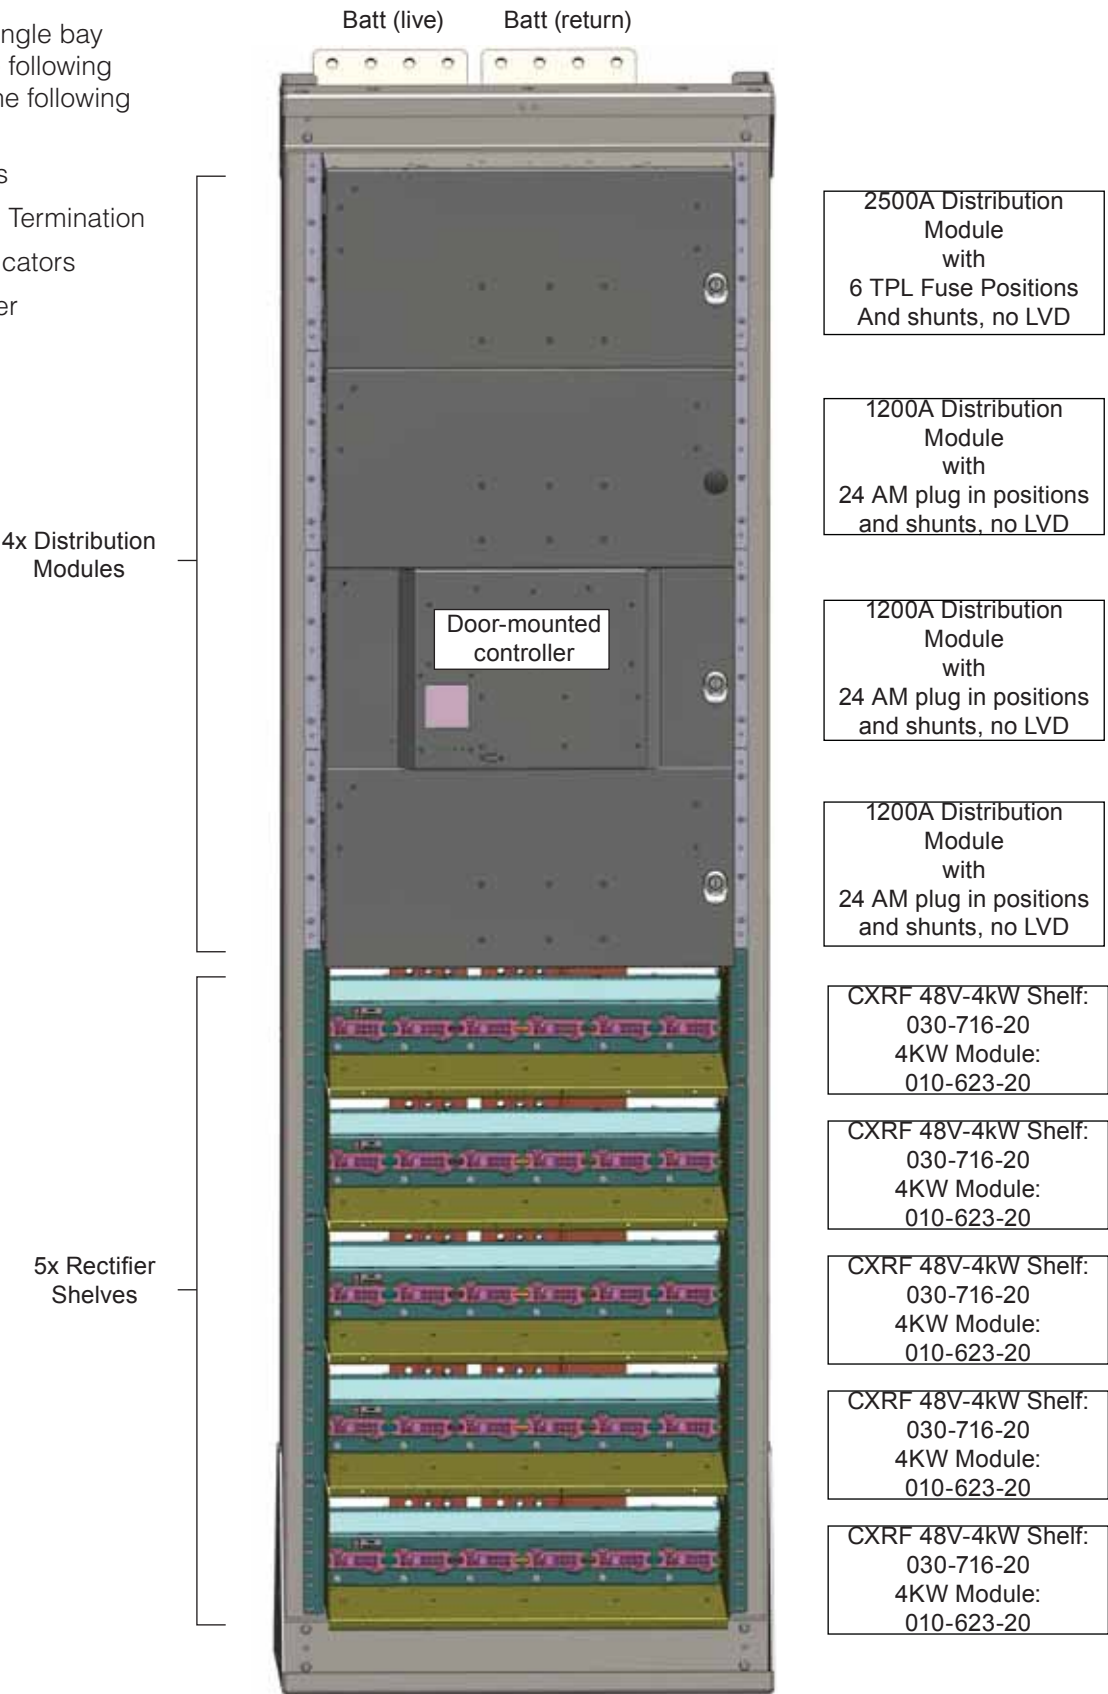 Batt (live) Batt (return)
ngle bay
following
ne following
s
Termination
cators
er
4x Distribution
Modules
Door-mounted
controller
2500A Distribution
Module
with
6 TPL Fuse Positions
And shunts, no LVD
1200A Distribution
Module
with
24 AM plug in positions
and shunts, no LVD
1200A Distribution
Module
with
24 AM plug in positions
and shunts, no LVD
1200A Distribution
Module
with
24 AM plug in positions
and shunts, no LVD
5x Rectifier
Shelves
CXRF 48V-4kW Shelf:
030-716-20
4KW Module:
010-623-20
CXRF 48V-4kW Shelf:
030-716-20
4KW Module:
010-623-20
CXRF 48V-4kW Shelf:
030-716-20
4KW Module:
010-623-20
CXRF 48V-4kW Shelf:
030-716-20
4KW Module:
010-623-20
CXRF 48V-4kW Shelf:
030-716-20
4KW Module:
010-623-20